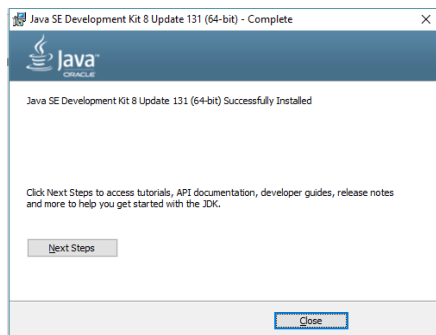 Java SE Development Kit 8 Update 131 (64-bit) - Complete
Java
ORACLE
Java SE Development Kit 8 Update 131 (64-bit) Successfully Installed
Click Next Steps to access tutorials, API documentation, developer guides, release notes
and more to help you get started with the JDK.
Next Steps
Close